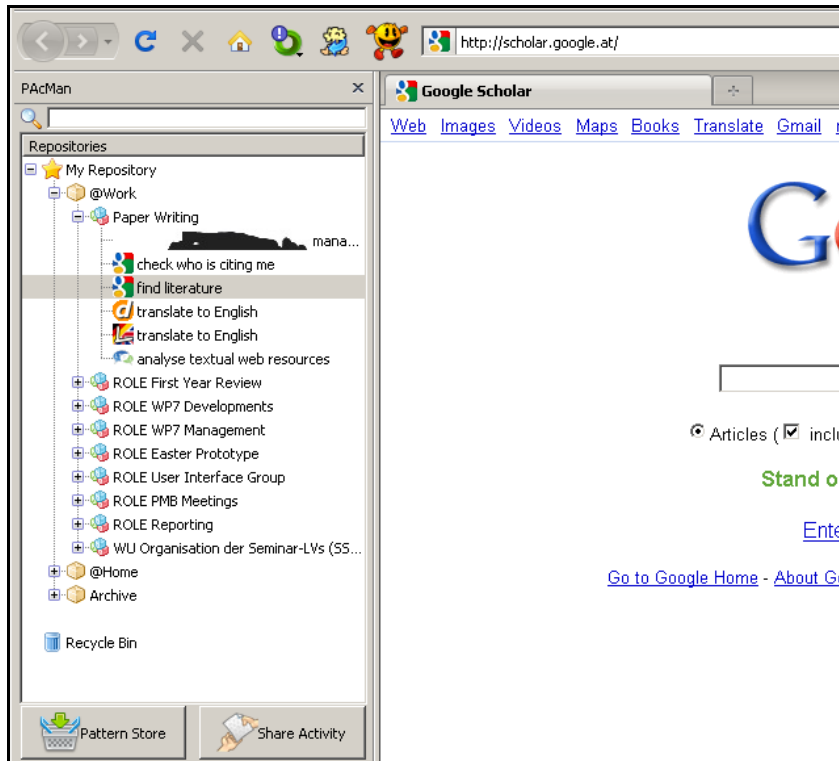 http://scholar.google.at/
PAcMan
Google Scholar
Web Images Videos Maps Books Translate Gmail
Repositories
My Repository
@Work
Paper Writing
mana...
check who is citing me
find literature
translate to English
translate to English
analyse textual web resources
ROLE First Year Review
ROLE WP7 Developments
ROLE WP7 Management
ROLE Easter Prototype
ROLE User Interface Group
ROLE PMB Meetings
ROLE Reporting
WU Organisation der Seminar-LVs (SS...
@Home
Archive
Recycle Bin
Pattern Store
Share Activity
G
Articles ( incl
Stand o
Ente
Go to Google Home - About G